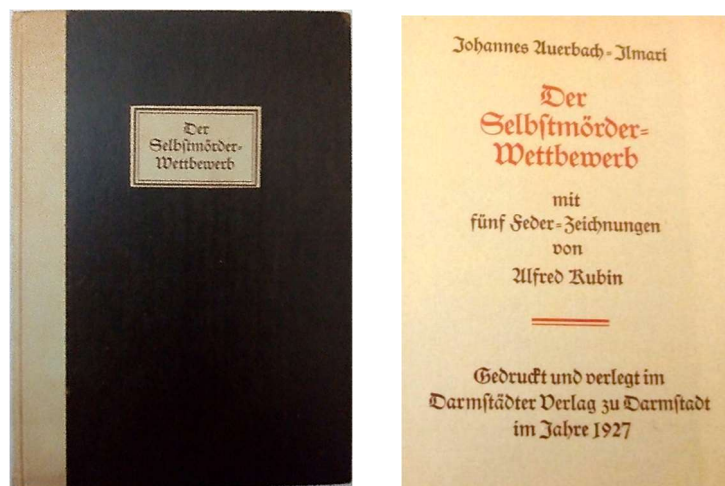 Der
Selbstmörder-
Wettbewerb
Johannes Auerbach-Ilmari
Der
Selbstmörder-
Wettbewerb
mit
fünf Feder-Zeichnungen
von
Alfred Kubin
Gedruckt und verlegt im
Darmstädter Verlag zu Darmstadt
im Jahre 1927